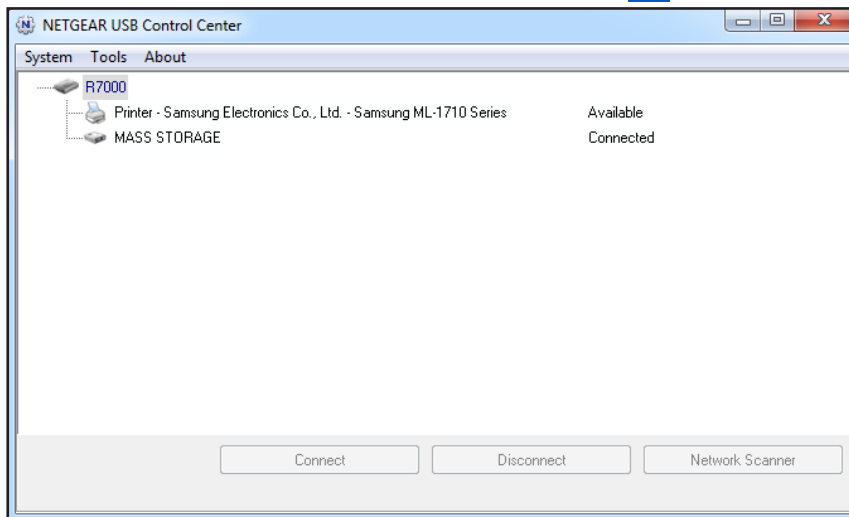 NETGEAR USB Control Center
System Tools About
R7000
Printer - Samsung Electronics Co., Ltd. - Samsung ML-1710 Series Available
MASS STORAGE Connected
Connect Disconnect Network Scanner